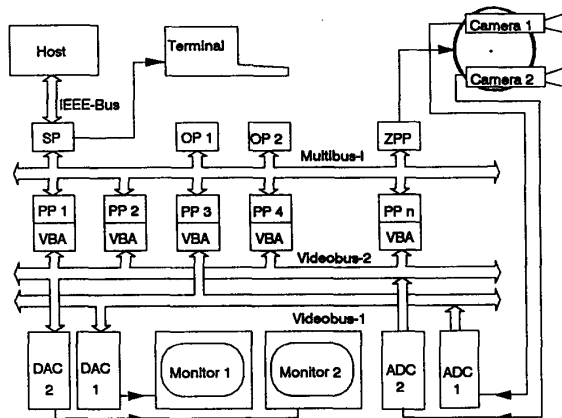 Host
Terminal
Camera 1
Camera 2
IEEE-Bus
SP
OP 1
OP 2
ZPP
Multibus-I
PP 1
VBA
PP 2
VBA
PP 3
VBA
PP 4
VBA
PP n
VBA
Videobus-2
Videobus-1
DAC
2
DAC
1
Monitor 1
Monitor 2
ADC
2
ADC
1